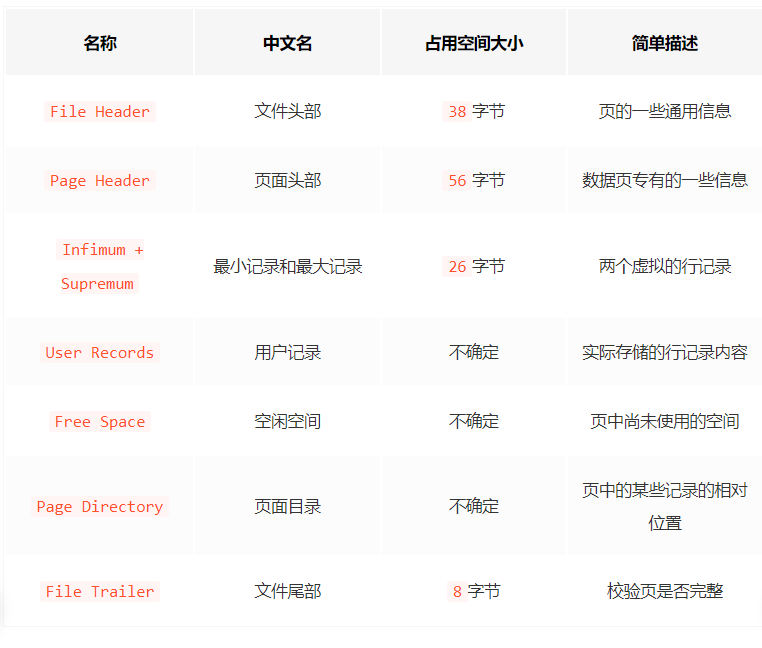 名称 中文名 占用空间大小 简单描述
File Header 文件头部 38 字节 页的一些通用信息
Page Header 页面头部 56 字节 数据页专有的一些信息
Infimum +
Supremum 最小记录和最大记录 26 字节 两个虚拟的行记录
User Records 用户记录 不确定 实际存储的行记录内容
Free Space 空闲空间 不确定 页中尚未使用的空间
Page Directory 页面目录 不确定 页中的某些记录的相对
位置
File Trailer 文件尾部 8 字节 校验页是否完整